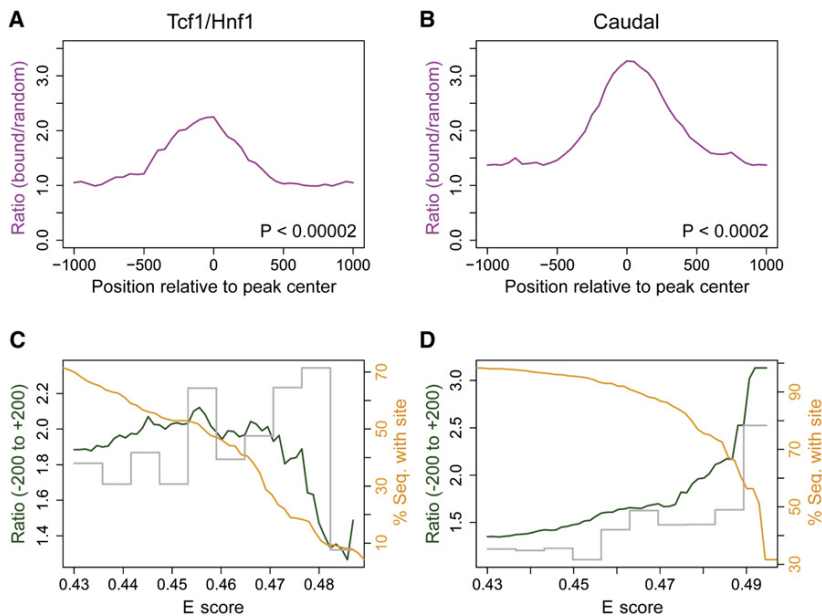 A
Tcf1/Hnf1
Ratio (bound/random)
3.0
2.0
1.0
0.0
P < 0.00002
-1000 -500 0 500 1000
Position relative to peak center
B
Caudal
Ratio (bound/random)
3.0
2.0
1.0
0.0
P < 0.0002
-1000 -500 0 500 1000
Position relative to peak center
C
Ratio (-200 to +200)
2.2
2.0
1.8
1.6
1.4
70
50
30
10
% Seq. with site
0.43 0.44 0.45 0.46 0.47 0.48
E score
D
Ratio (-200 to +200)
3.0
2.5
2.0
1.5
90
70
50
30
% Seq. with site
0.43 0.45 0.47 0.49
E score